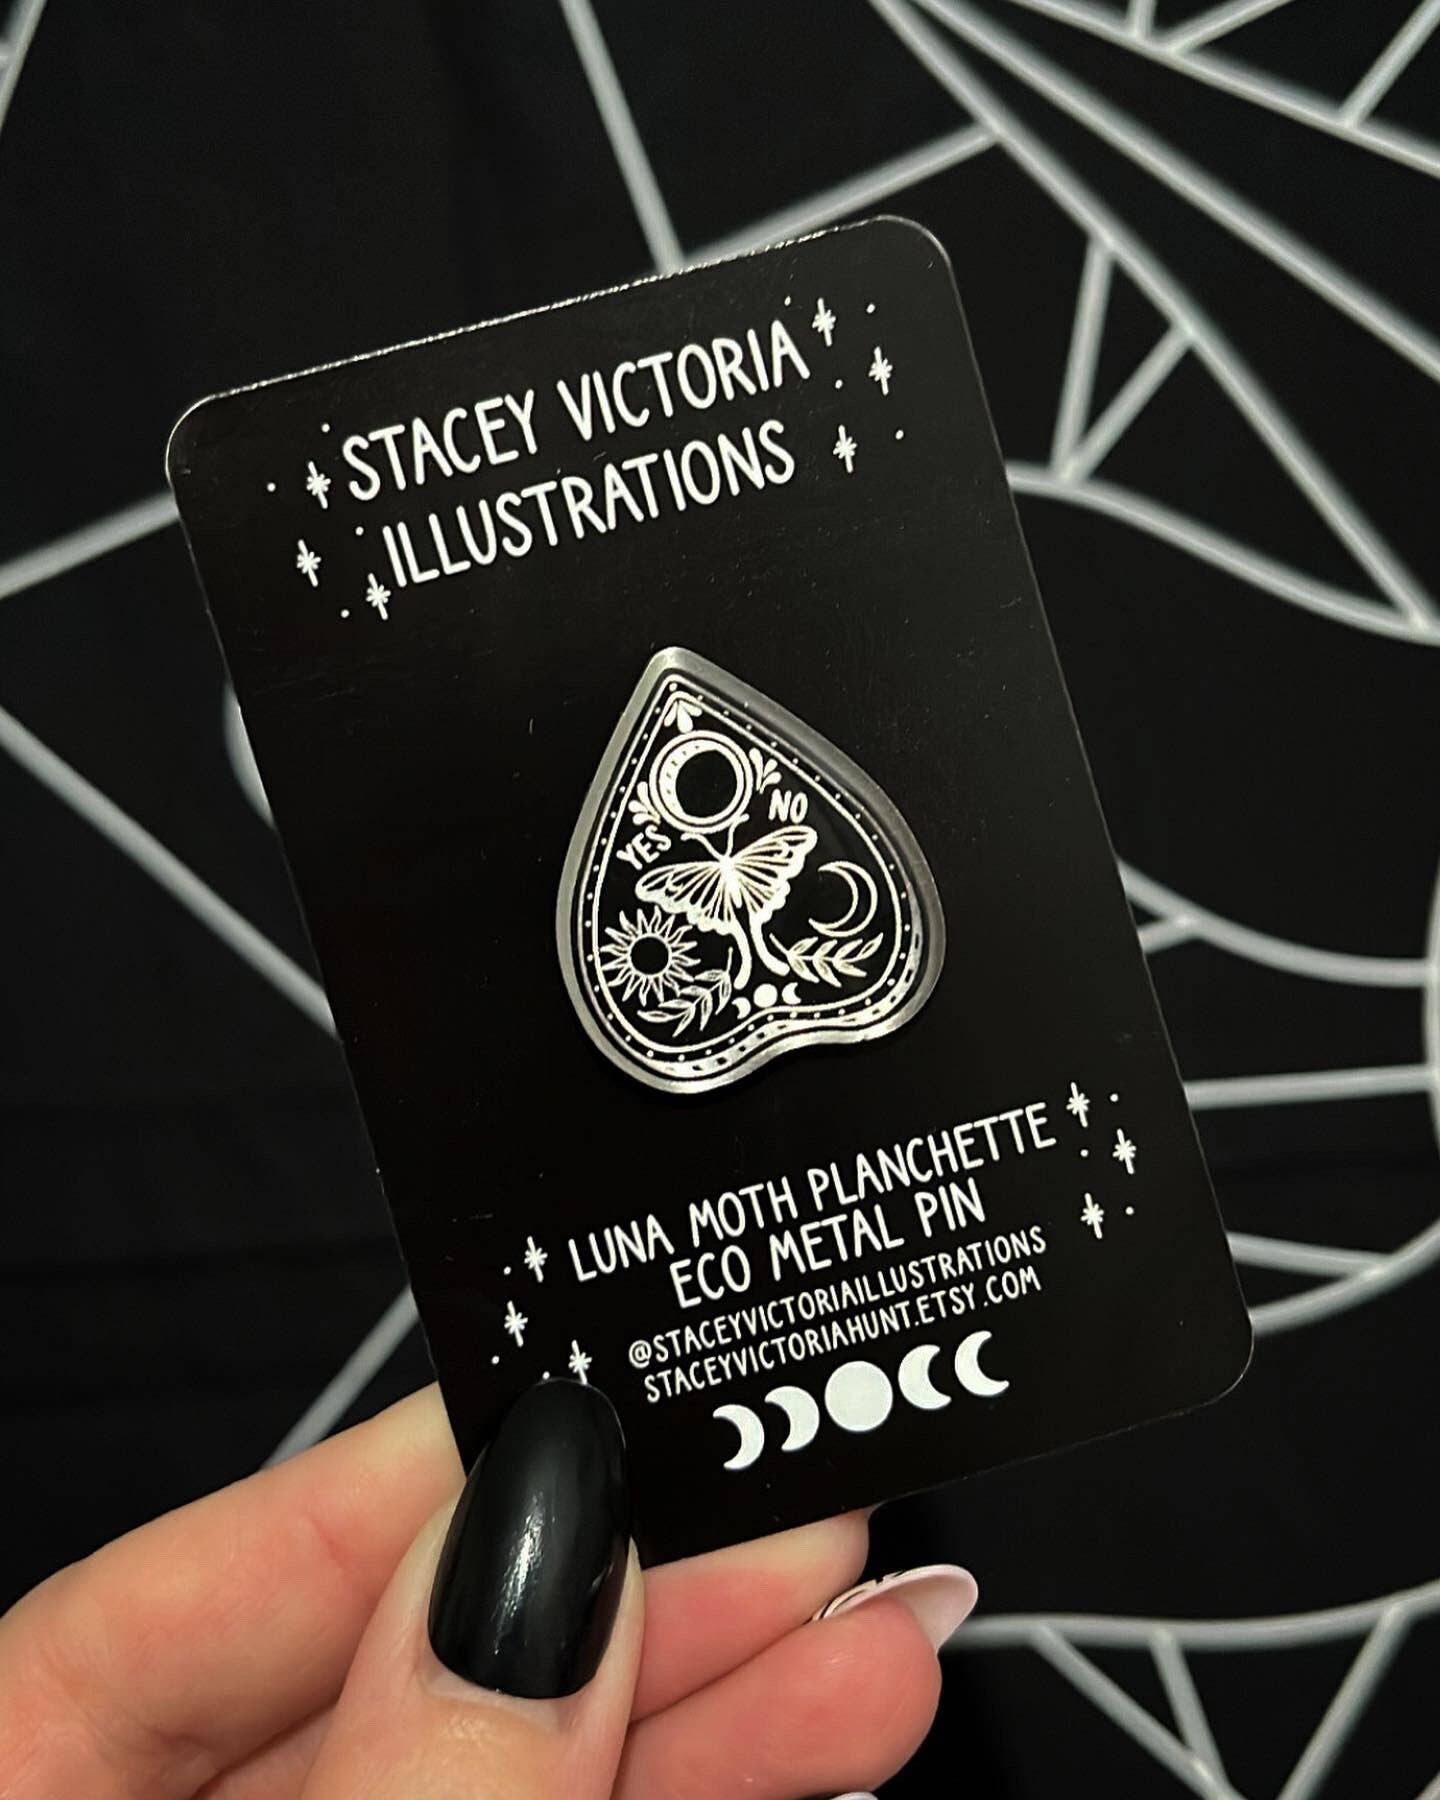 STACEY VICTORIA
ILLUSTRATIONS
YES
NO
LUNA MOTH PLANCHETTE
ECO METAL PIN
@STACEYVICTORIAILLUSTRATIONS
STACEYVICTORIAHUNT.ETSY.COM